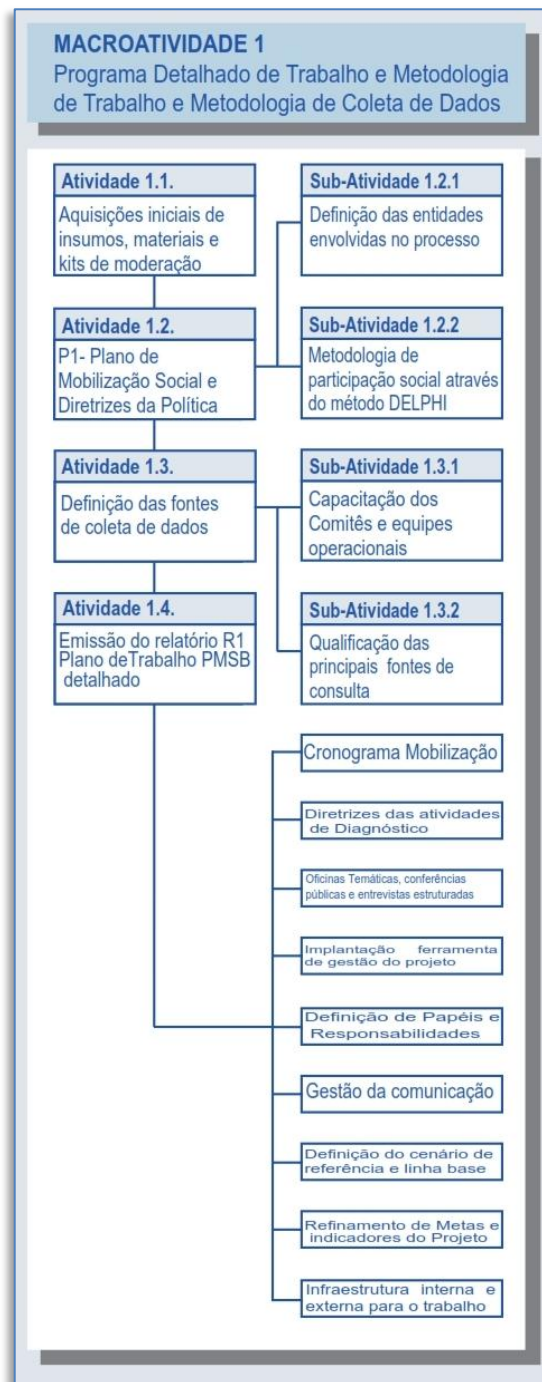 MACROATIVIDADE 1
Programa Detalhado de Trabalho e Metodologia
de Trabalho e Metodologia de Coleta de Dados
Atividade 1.1.
Aquisições iniciais de
insumos, materiais e
kits de moderação
Sub-Atividade 1.2.1
Definição das entidades
envolvidas no processo
Atividade 1.2.
P1- Plano de
Mobilização Social e
Diretrizes da Política
Sub-Atividade 1.2.2
Metodologia de
participação social através
do método DELPHI
Atividade 1.3.
Definição das fontes
de coleta de dados
Sub-Atividade 1.3.1
Capacitação dos
Comitês e equipes
operacionais
Atividade 1.4.
Emissão do relatório R1
Plano deTrabalho PMSB
detalhado
Sub-Atividade 1.3.2
Qualificação das
principais fontes de
consulta
Cronograma Mobilização
Diretrizes das atividades
de Diagnóstico
Oficinas Temáticas, conferências
públicas e entrevistas estruturadas
Implantação ferramenta
de gestão do projeto
Definição de Papéis e
Responsabilidades
Gestão da comunicação
Definição do cenário de
referência e linha base
Refinamento de Metas e
indicadores do Projeto
Infraestrutura interna e
externa para o trabalho